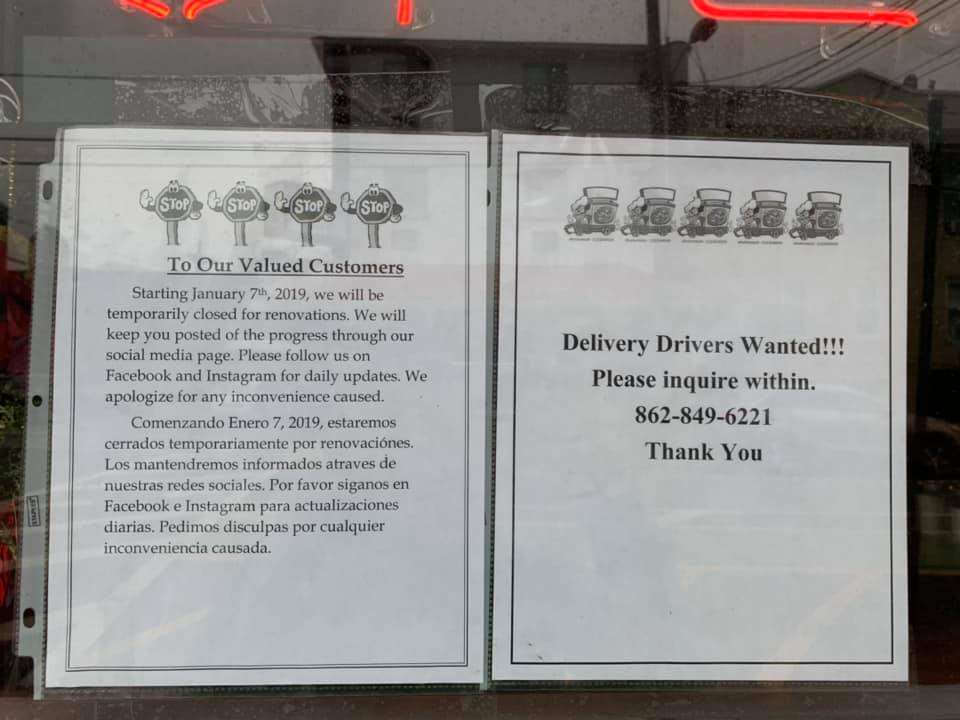 STOP STOP STOP STOP
To Our Valued Customers
Starting January 7th, 2019, we will be
temporarily closed for renovations. We will
keep you posted of the progress through our
social media page. Please follow us on
Facebook and Instagram for daily updates. We
apologize for any inconvenience caused.
Comenzando Enero 7, 2019, estaremos
cerrados temporariamente por renovaciónes.
Los mantendremos informados atraves de
nuestras redes sociales. Por favor siganos en
Facebook e Instagram para actualizaciones
diarias. Pedimos disculpas por cualquier
inconveniencia causada.
Delivery Drivers Wanted!!!
Please inquire within.
862-849-6221
Thank You